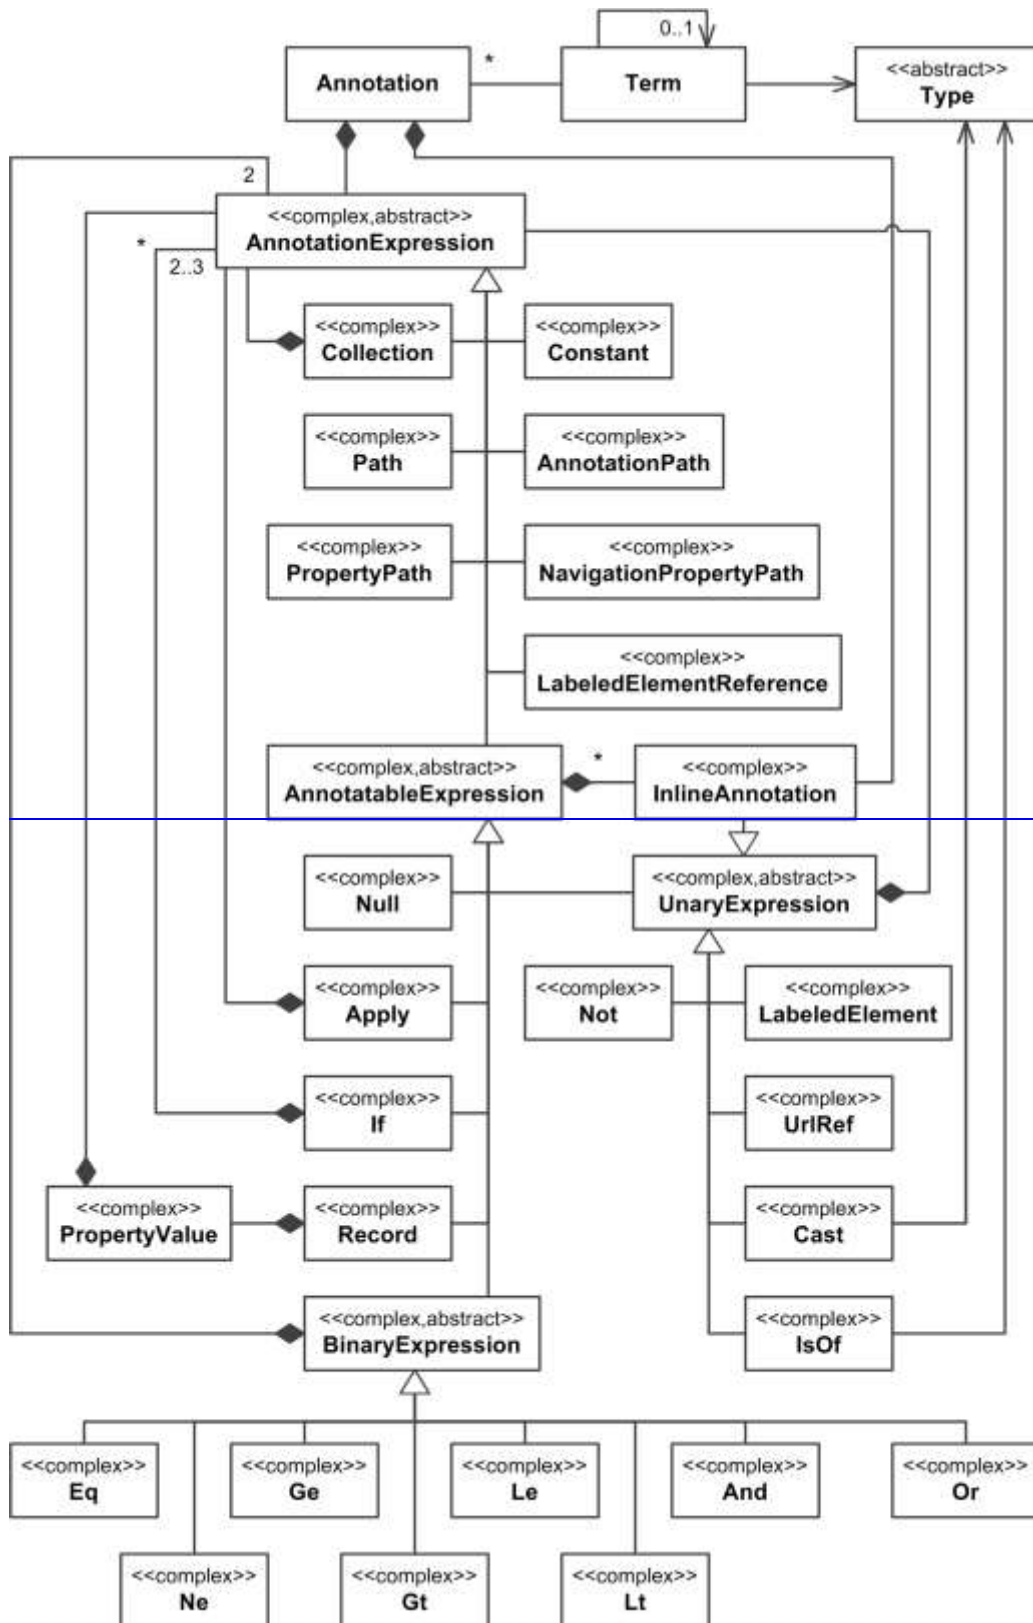 0..1
*
Annotation
Term
<<abstract>>
Type
2
<<complex,abstract>>
AnnotationExpression
*
2..3
<<complex>>
Collection
<<complex>>
Constant
<<complex>>
Path
<<complex>>
AnnotationPath
<<complex>>
PropertyPath
<<complex>>
NavigationPropertyPath
<<complex>>
LabeledElementReference
<<complex,abstract>>
AnnotatableExpression
*
<<complex>>
InlineAnnotation
<<complex>>
Null
<<complex,abstract>>
UnaryExpression
<<complex>>
Apply
<<complex>>
Not
<<complex>>
LabeledElement
<<complex>>
If
<<complex>>
UrlRef
<<complex>>
PropertyValue
<<complex>>
Record
<<complex>>
Cast
<<complex,abstract>>
BinaryExpression
<<complex>>
IsOf
<<complex>>
Eq
<<complex>>
Ge
<<complex>>
Le
<<complex>>
And
<<complex>>
Or
<<complex>>
Ne
<<complex>>
Gt
<<complex>>
Lt